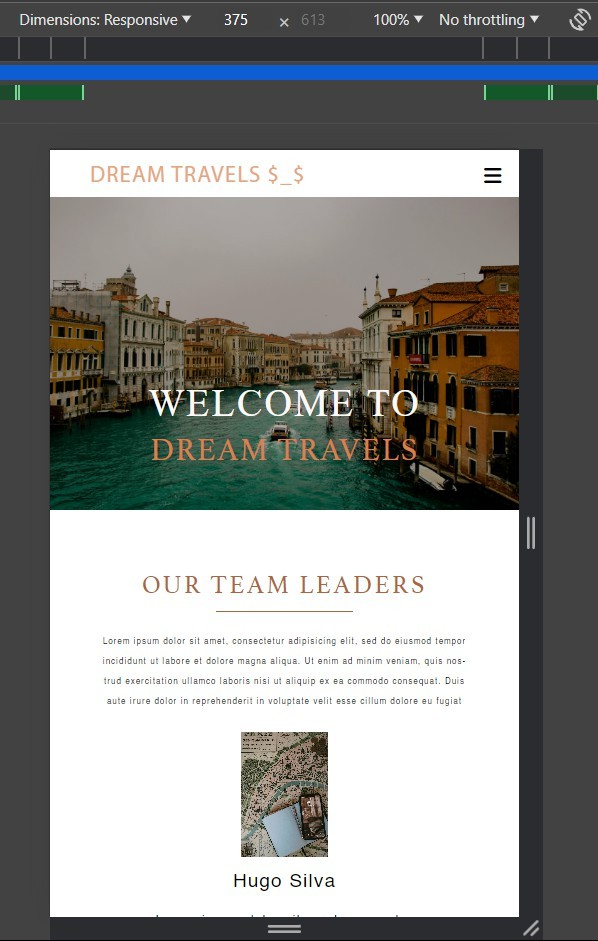 Dimensions: Responsive ▼ 375 × 613 100% ▼ No throttling ▼
DREAM TRAVELS $_$
WELCOME TO
DREAM TRAVELS
OUR TEAM LEADERS
Lorem ipsum dolor sit amet, consectetur adipisicing elit, sed do eiusmod tempor
incididunt ut labore et dolore magna aliqua. Ut enim ad minim veniam, quis nos-
trud exercitation ullamco laboris nisi ut aliquip ex ea commodo consequat. Duis
aute irure dolor in reprehenderit in voluptate velit esse cillum dolore eu fugiat
Hugo Silva